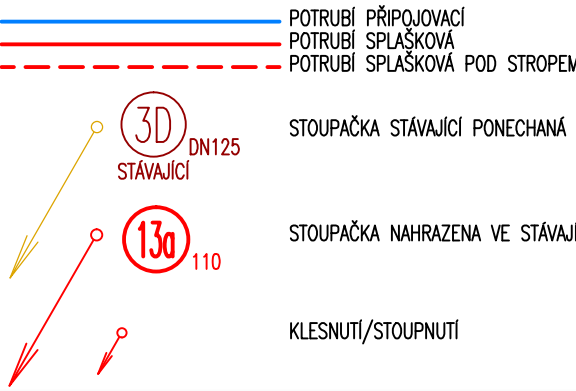 POTRUBÍ PŘIPOJOVACÍ
POTRUBÍ SPLAŠKOVÁ
POTRUBÍ SPLAŠKOVÁ POD STROPEM
3D
DN125
STÁVAJÍCÍ
STOUPAČKA STÁVAJÍCÍ PONECHANÁ
13a
110
STOUPAČKA NAHRAZENA VE
KLESNUTÍ/STOUPNUTÍ